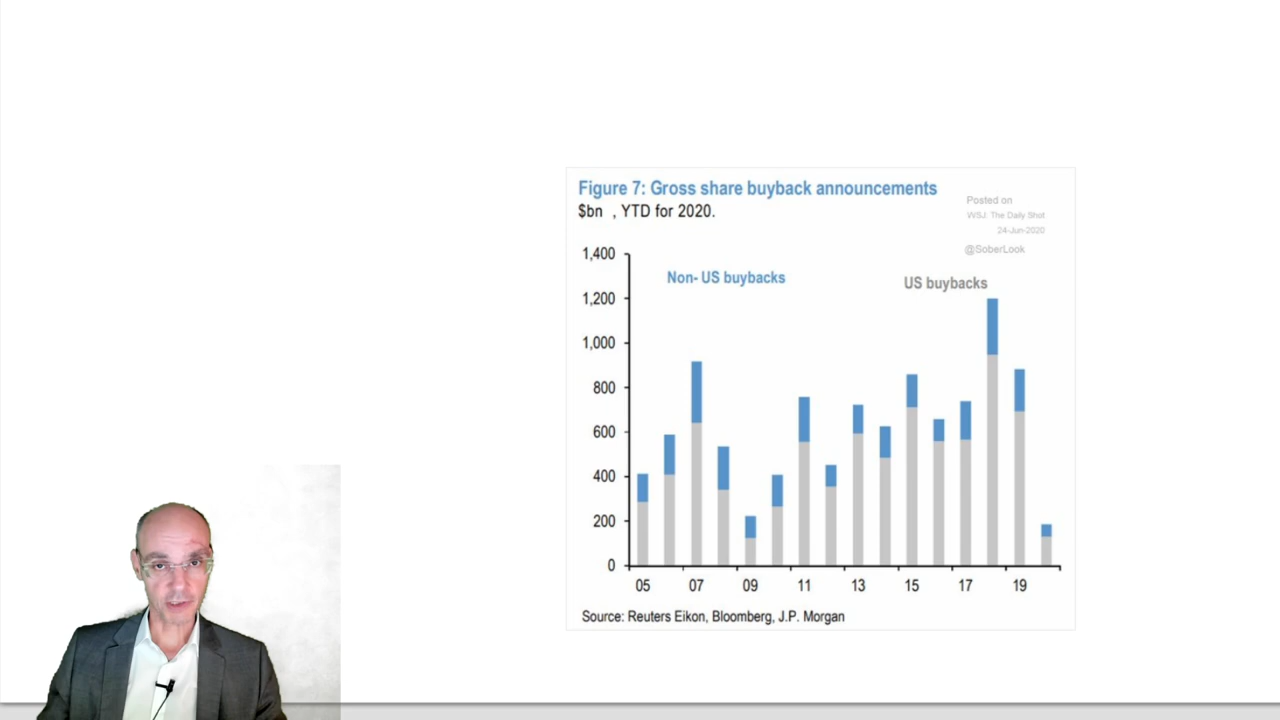 Figure 7: Gross share buyback announcements
$bn , YTD for 2020.
Posted on
WSJ: The Daily Shot
24-Jun-2020
@SoberLook
1,400
Non- US buybacks
US buybacks
1,200
1,000
800
600
400
200
0
05 07 09 11 13 15 17 19
Source: Reuters Eikon, Bloomberg, J.P. Morgan